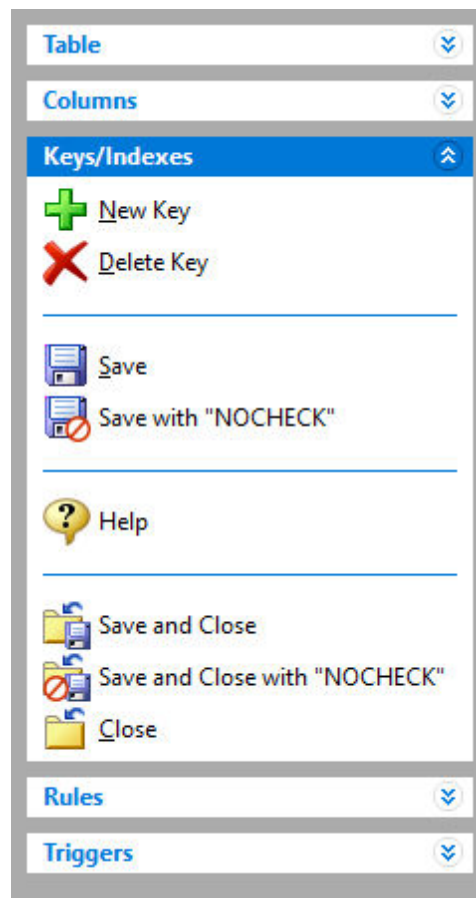 Table
Columns
Keys/Indexes
New Key
Delete Key
Save
Save with "NOCHECK"
Help
Save and Close
Save and Close with "NOCHECK"
Close
Rules
Triggers